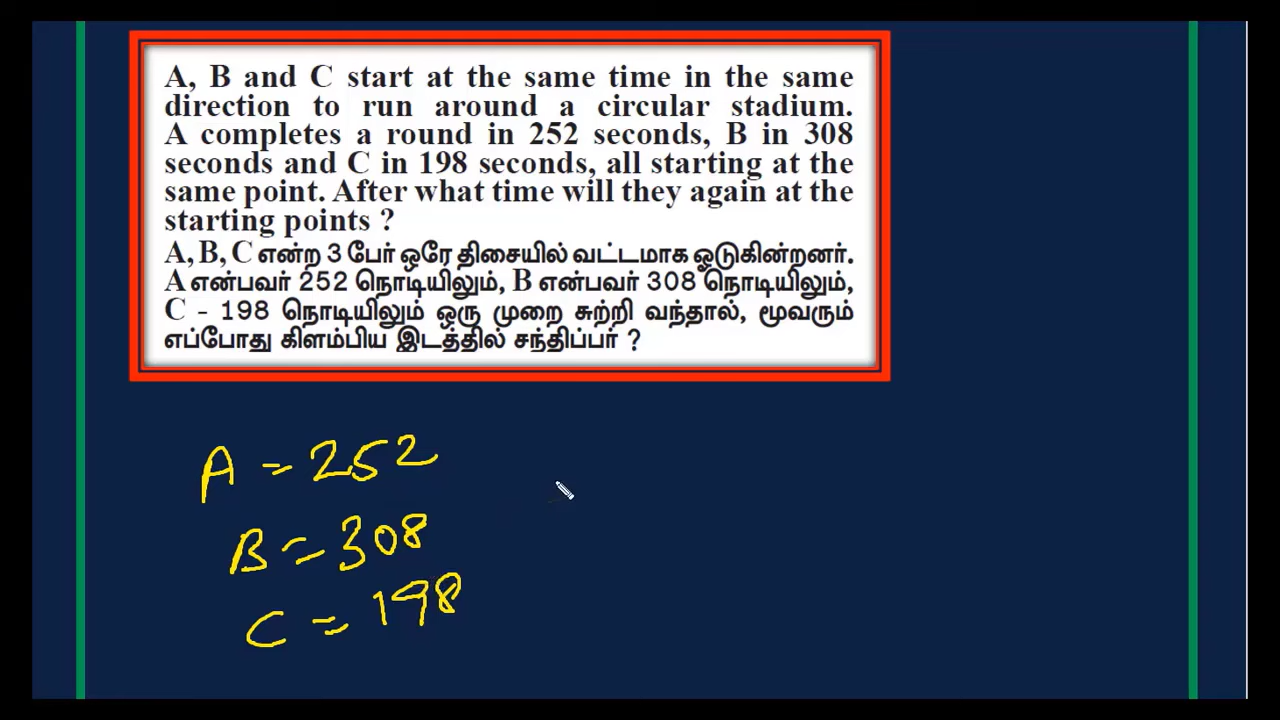 A, B and C start at the same time in the same
direction to run around a circular stadium.
A completes a round in 252 seconds, B in 308
seconds and C in 198 seconds, all starting at the
same point. After what time will they again at the
starting points ?
A, B, C என்ற 3 பேர் ஒரே திசையில் வட்டமாக ஓடுகின்றனர்.
A என்பவர் 252 நொடியிலும், B என்பவர் 308 நொடியிலும்,
C - 198 நொடியிலும் ஒரு முறை சுற்றி வந்தால், மூவரும்
எப்போது கிளம்பிய இடத்தில் சந்திப்பர் ?
A = 252
B = 308
C = 198